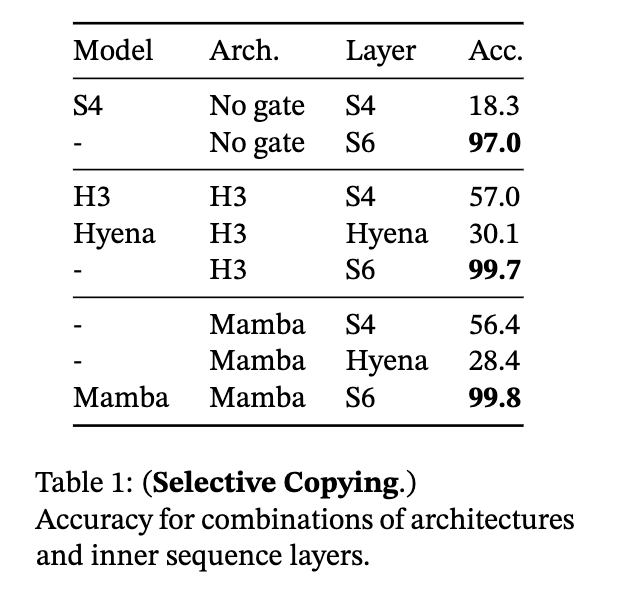 Model Arch. Layer Acc.
S4 No gate S4 18.3
- No gate S6 97.0
H3 H3 S4 57.0
Hyena H3 Hyena 30.1
- H3 S6 99.7
- Mamba S4 56.4
- Mamba Hyena 28.4
Mamba Mamba S6 99.8
Table 1: (Selective Copying.)
Accuracy for combinations of architectures
and inner sequence layers.